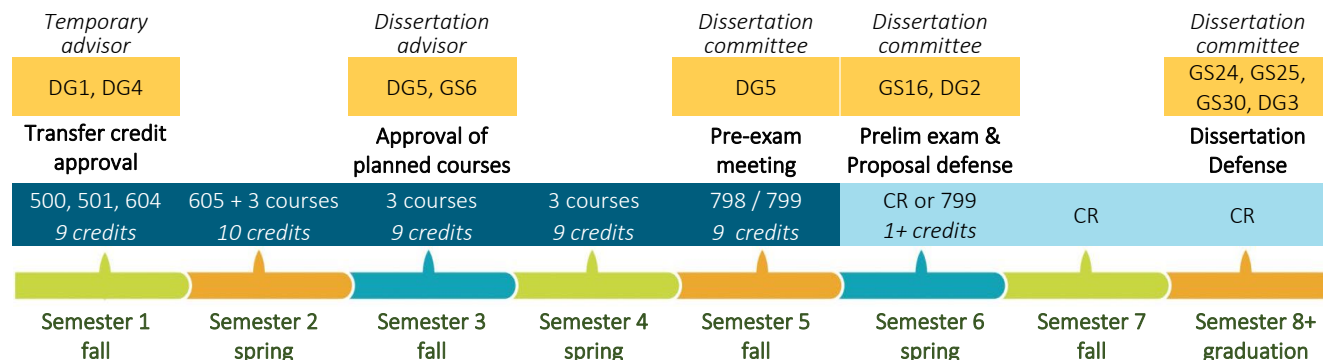 Temporary
advisor
Dissertation
advisor
Dissertation
committee
Dissertation
committee
Dissertation
committee
DG1, DG4
DG5, GS6
DG5
GS16, DG2
GS24, GS25,
GS30, DG3
Transfer credit
approval
Approval of
planned courses
Pre-exam
meeting
Prelim exam &
Proposal defense
Dissertation
Defense
500, 501, 604
9 credits
605 + 3 courses
10 credits
3 courses
9 credits
3 courses
9 credits
798 / 799
9 credits
CR or 799
1+ credits
CR
CR
Semester 1
fall
Semester 2
spring
Semester 3
fall
Semester 4
spring
Semester 5
fall
Semester 6
spring
Semester 7
fall
Semester 8+
graduation